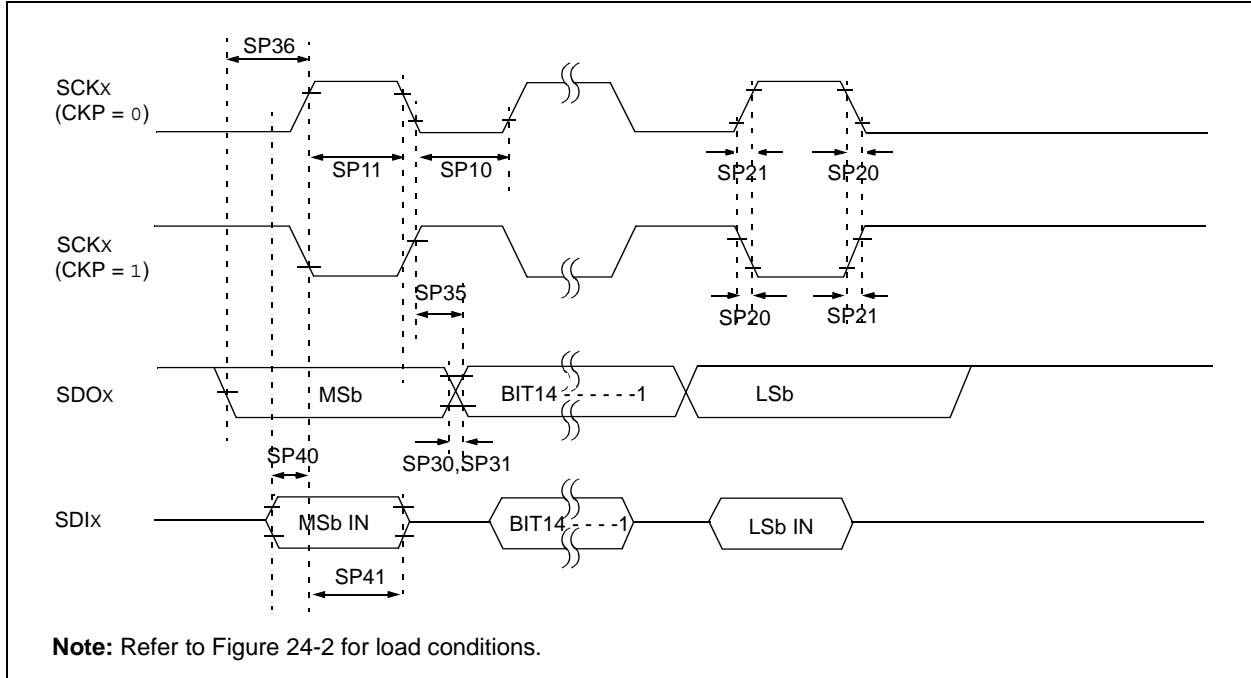 SP36
SCKX
(CKP = 0)
SP11
SP10
SP21
SP20
SCKX
(CKP = 1)
SP35
SP20
SP21
SDOX
MSb
BIT14 - - - - - -1
LSb
SP40
SP30,SP31
SDIX
MSb IN
BIT14 - - - -1
LSb IN
SP41
Note: Refer to Figure 24-2 for load conditions.